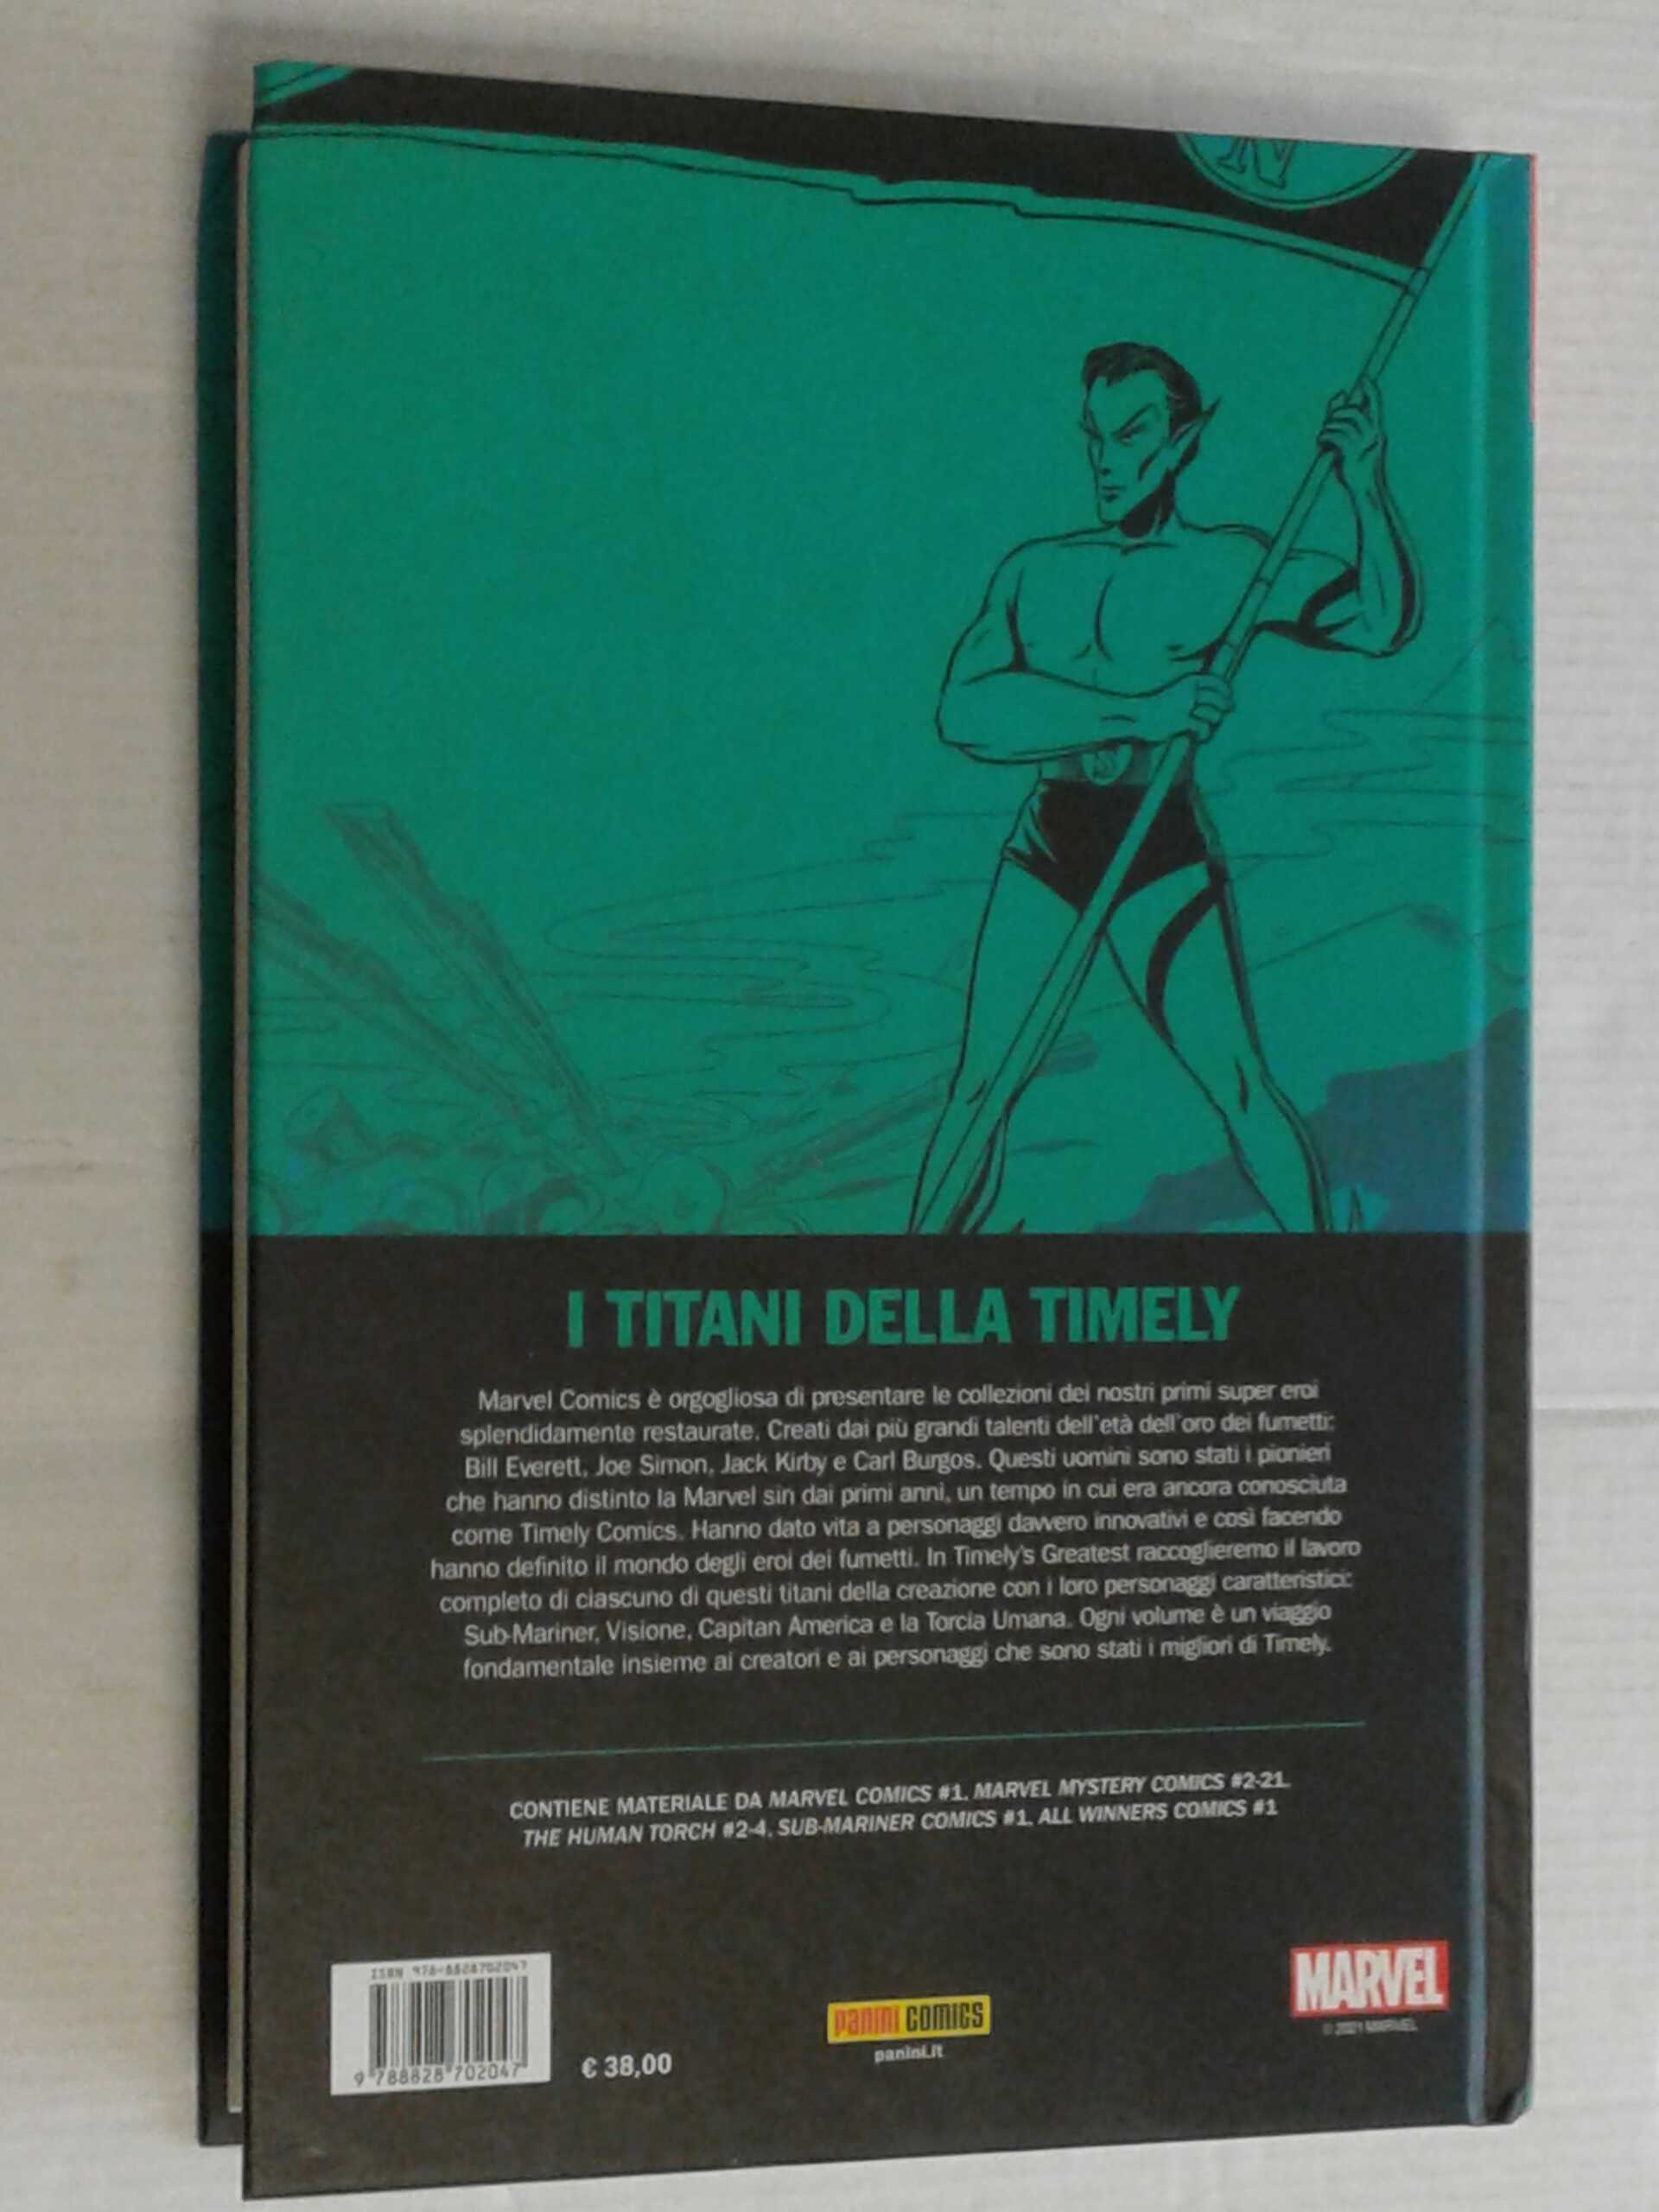 N
I TITANI DELLA TIMELY
Marvel Comics è orgogliosa di presentare le collezioni dei nostri primi super eroi
splendidamente restaurate. Creati dai più grandi talenti dell'età dell'oro dei fumetti:
Bill Everett, Joe Simon, Jack Kirby e Carl Burgos. Questi uomini sono stati i pionieri
che hanno distinto la Marvel sin dai primi anni, un tempo in cui era ancora conosciuta
come Timely Comics. Hanno dato vita a personaggi davvero innovativi e così facendo
hanno definito il mondo degli eroi dei fumetti. In Timely's Greatest raccoglieremo il lavoro
completo di ciascuno di questi titani della creazione con i loro personaggi caratteristici:
Sub-Mariner, Visione, Capitan America e la Torcia Umana. Ogni volume è un viaggio
fondamentale insieme ai creatori e ai personaggi che sono stati i migliori di Timely.
CONTIENE MATERIALE DA MARVEL COMICS #1, MARVEL MYSTERY COMICS #2-21,
THE HUMAN TORCH #2-4, SUB-MARINER COMICS #1, ALL WINNERS COMICS #1
ISBN 978-8828702047
9 788828 702047
€ 38,00
PANINI COMICS
panini.it
MARVEL
© 2021 MARVEL